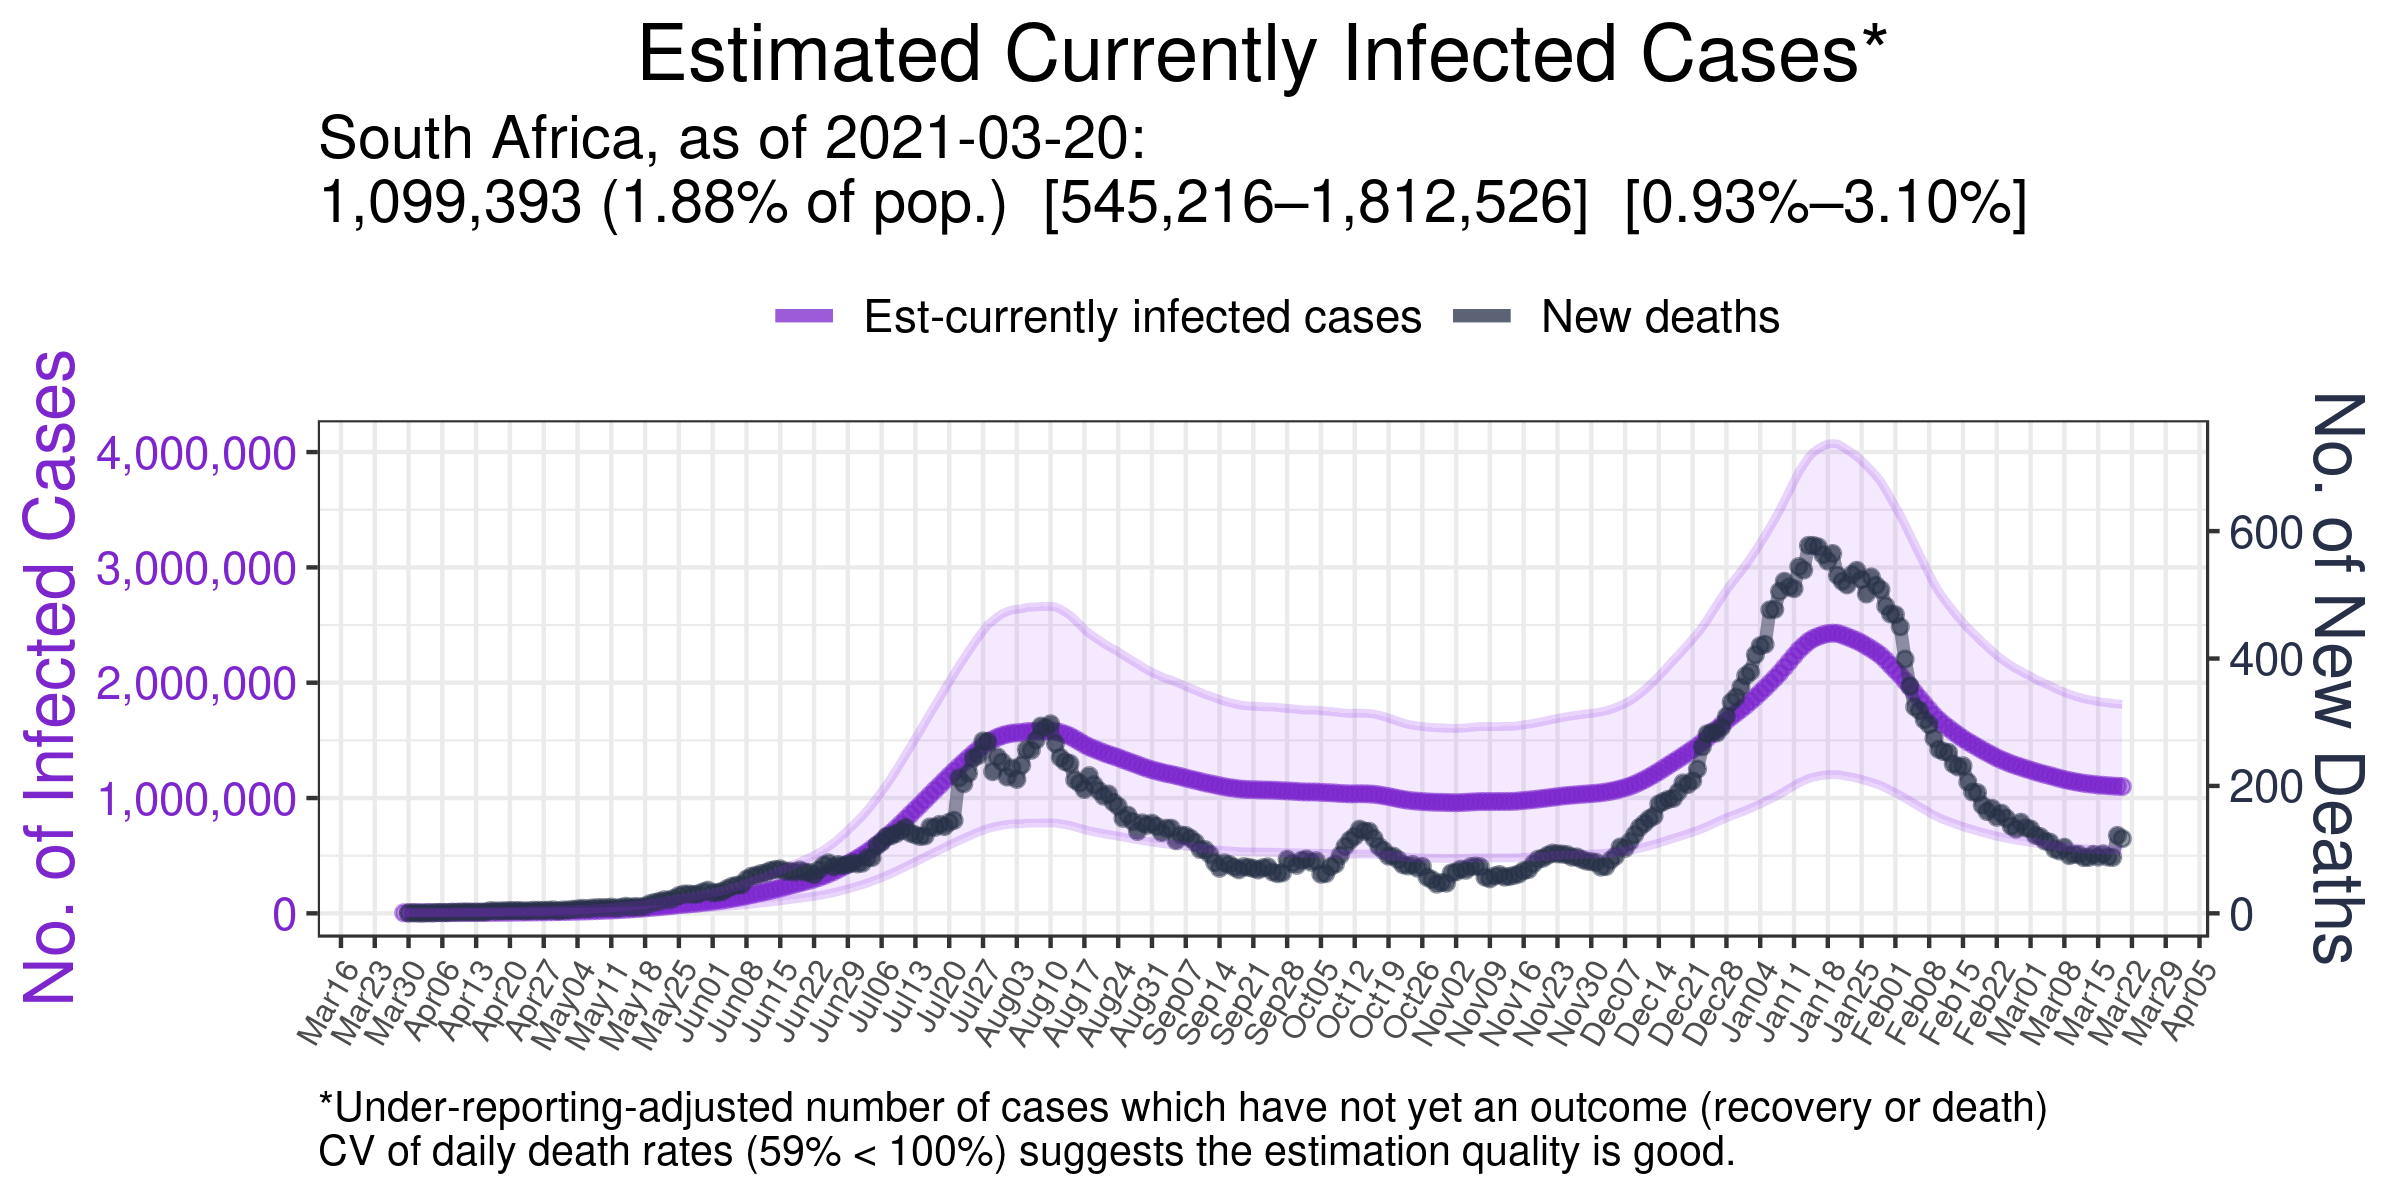 Estimated Currently Infected Cases*
South Africa, as of 2021-03-20:
1,099,393 (1.88% of pop.)  [545,216–1,812,526]  [0.93%–3.10%]
Est-currently infected cases
New deaths
No. of Infected Cases
4,000,000
3,000,000
2,000,000
1,000,000
0
No. of New Deaths
600
400
200
0
Mar16
Mar23
Mar30
Apr06
Apr13
Apr20
Apr27
May04
May11
May18
May25
Jun01
Jun08
Jun15
Jun22
Jun29
Jul06
Jul13
Jul20
Jul27
Aug03
Aug10
Aug17
Aug24
Aug31
Sep07
Sep14
Sep21
Sep28
Oct05
Oct12
Oct19
Oct26
Nov02
Nov09
Nov16
Nov23
Nov30
Dec07
Dec14
Dec21
Dec28
Jan04
Jan11
Jan18
Jan25
Feb01
Feb08
Feb15
Feb22
Mar01
Mar08
Mar15
Mar22
Mar29
Apr05
*Under-reporting-adjusted number of cases which have not yet an outcome (recovery or death)
CV of daily death rates (59% < 100%) suggests the estimation quality is good.